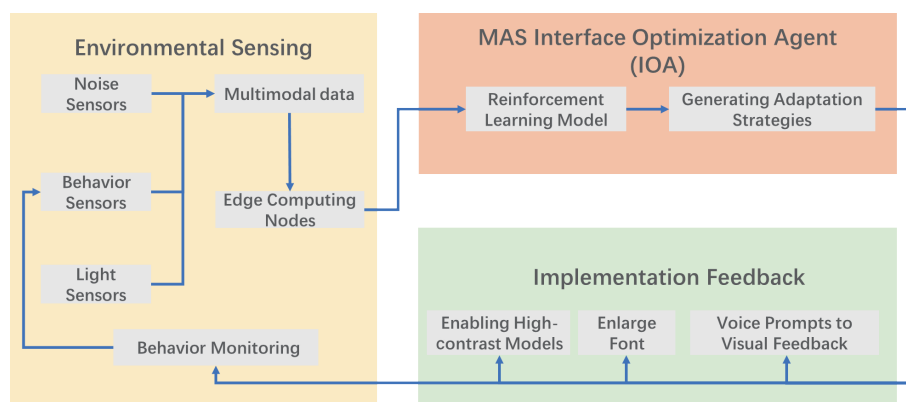 Environmental Sensing
Noise
Sensors
Multimodal data
Behavior
Sensors
Edge Computing
Nodes
Light
Sensors
Behavior Monitoring
MAS Interface Optimization Agent
(IOA)
Reinforcement
Learning Model
Generating Adaptation
Strategies
Implementation Feedback
Enabling High-
contrast Models
Enlarge
Font
Voice Prompts to
Visual Feedback